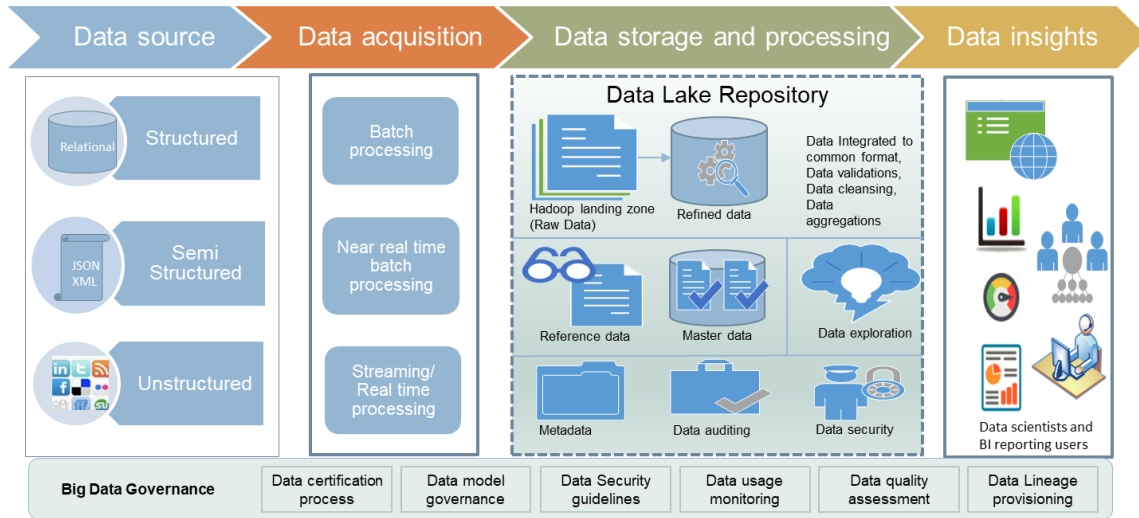 Data source
Data acquisition
Data storage and processing
Data insights
Relational
Structured
JSON
XML
Semi
Structured
in
t
f
Unstructured
Batch
processing
Near real time
batch
processing
Streaming/
Real time
processing
Data Lake Repository
Hadoop landing zone
(Raw Data)
Refined data
Data Integrated to
common format,
Data validations,
Data cleansing,
Data
aggregations
Reference data
Master data
Data exploration
Metadata
Data auditing
Data security
Data scientists and
BI reporting users
Big Data Governance
Data certification
process
Data model
governance
Data Security
guidelines
Data usage
monitoring
Data quality
assessment
Data Lineage
provisioning